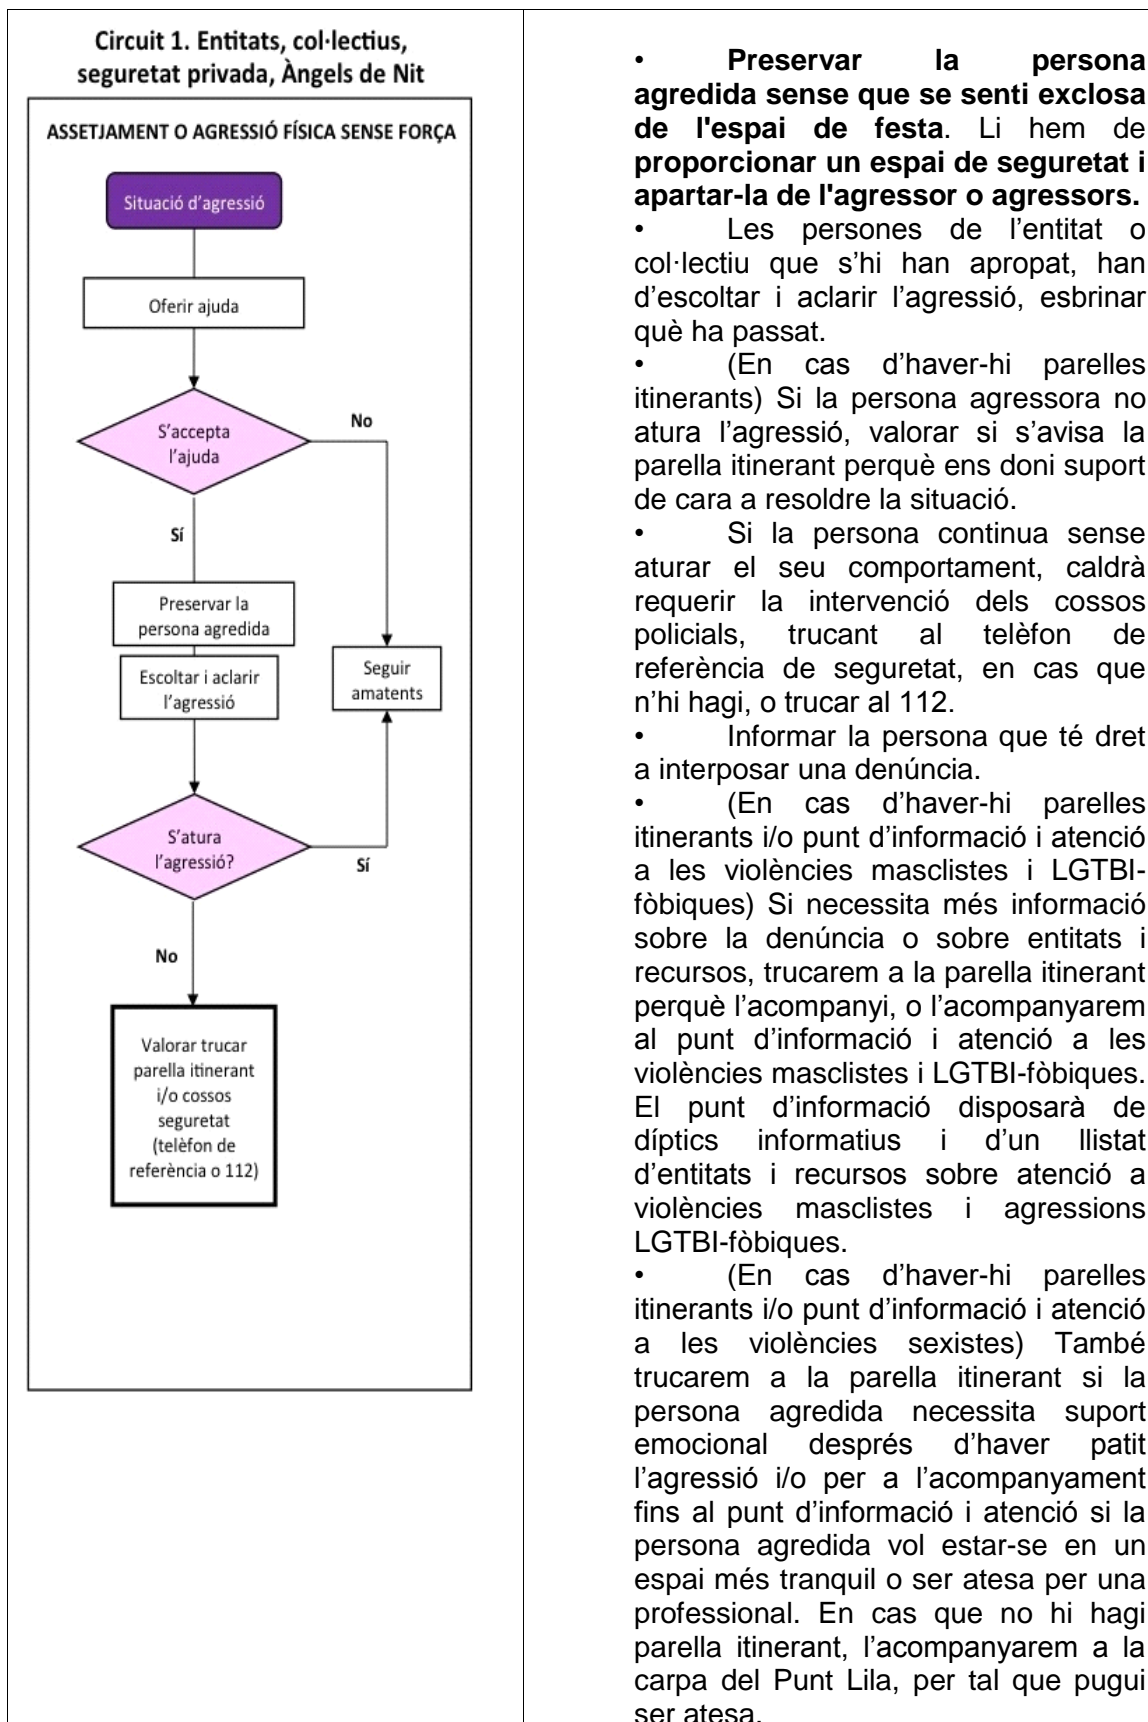 Circuit 1. Entitats, col·lectius,
seguretat privada, Àngels de Nit
ASSETJAMENT O AGRESSIÓ FÍSICA SENSE FORÇA
Situació d'agressió
Oferir ajuda
S'accepta
l'ajuda
No
Sí
Preservar la
persona agredida
Escoltar i aclarir
l'agressió
Seguir
amatents
S'atura
l'agressió?
Sí
No
Valorar trucar
parella itinerant
i/o cossos
seguretat
(telèfon de
referència o 112)
• Preservar la persona
agredida sense que se senti exclosa
de l'espai de festa. Li hem de
proporcionar un espai de seguretat i
apartar-la de l'agressor o agressors.
• Les persones de l’entitat o
col·lectiu que s’hi han apropat, han
d’escoltar i aclarir l’agressió, esbrinar
què ha passat.
• (En cas d’haver-hi parelles
itinerants) Si la persona agressora no
atura l’agressió, valorar si s’avisa la
parella itinerant perquè ens doni suport
de cara a resoldre la situació.
• Si la persona continua sense
aturar el seu comportament, caldrà
requerir la intervenció dels cossos
policials, trucant al telèfon de
referència de seguretat, en cas que
n’hi hagi, o trucar al 112.
• Informar la persona que té dret
a interposar una denúncia.
• (En cas d’haver-hi parelles
itinerants i/o punt d’informació i atenció
a les violències masclistes i LGTBI-
fòbiques) Si necessita més informació
sobre la denúncia o sobre entitats i
recursos, trucarem a la parella itinerant
perquè l’acompanyi, o l’acompanyarem
al punt d’informació i atenció a les
violències masclistes i LGTBI-fòbiques.
El punt d’informació disposarà de
díptics informatius i d’un llistat
d’entitats i recursos sobre atenció a
violències masclistes i agressions
LGTBI-fòbiques.
• (En cas d’haver-hi parelles
itinerants i/o punt d’informació i atenció
a les violències sexistes) També
trucarem a la parella itinerant si la
persona agredida necessita suport
emocional després d’haver patit
l’agressió i/o per a l’acompanyament
fins al punt d’informació i atenció si la
persona agredida vol estar-se en un
espai més tranquil o ser atesa per una
professional. En cas que no hi hagi
parella itinerant, l’acompanyarem a la
carpa del Punt Lila, per tal que pugui
ser atesa.